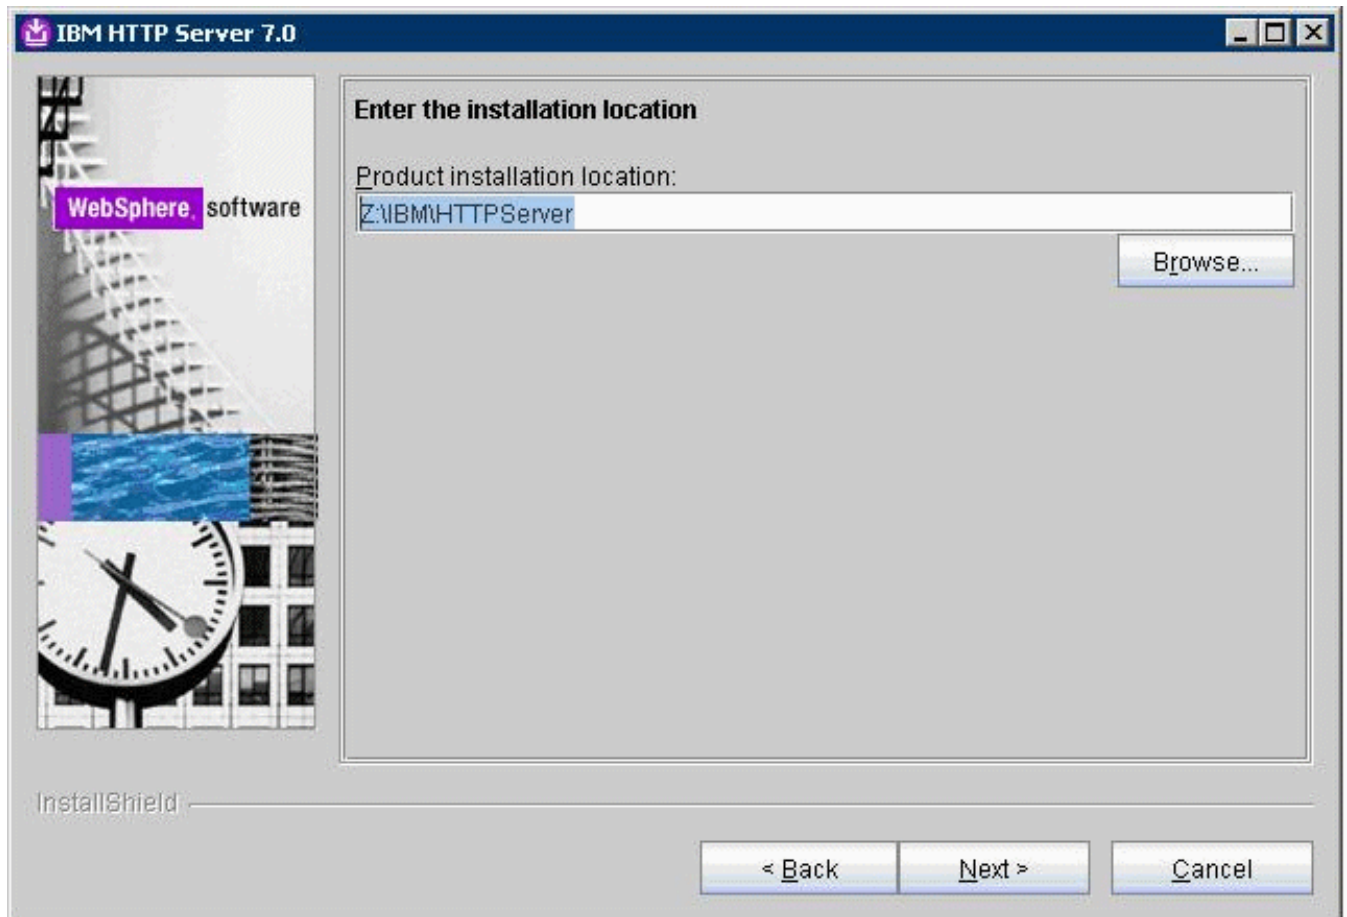 IBM HTTP Server 7.0
Enter the installation location
Product installation location:
Z:\IBM\HTTPServer
Browse...
WebSphere. software
InstallShield
< Back
Next >
Cancel